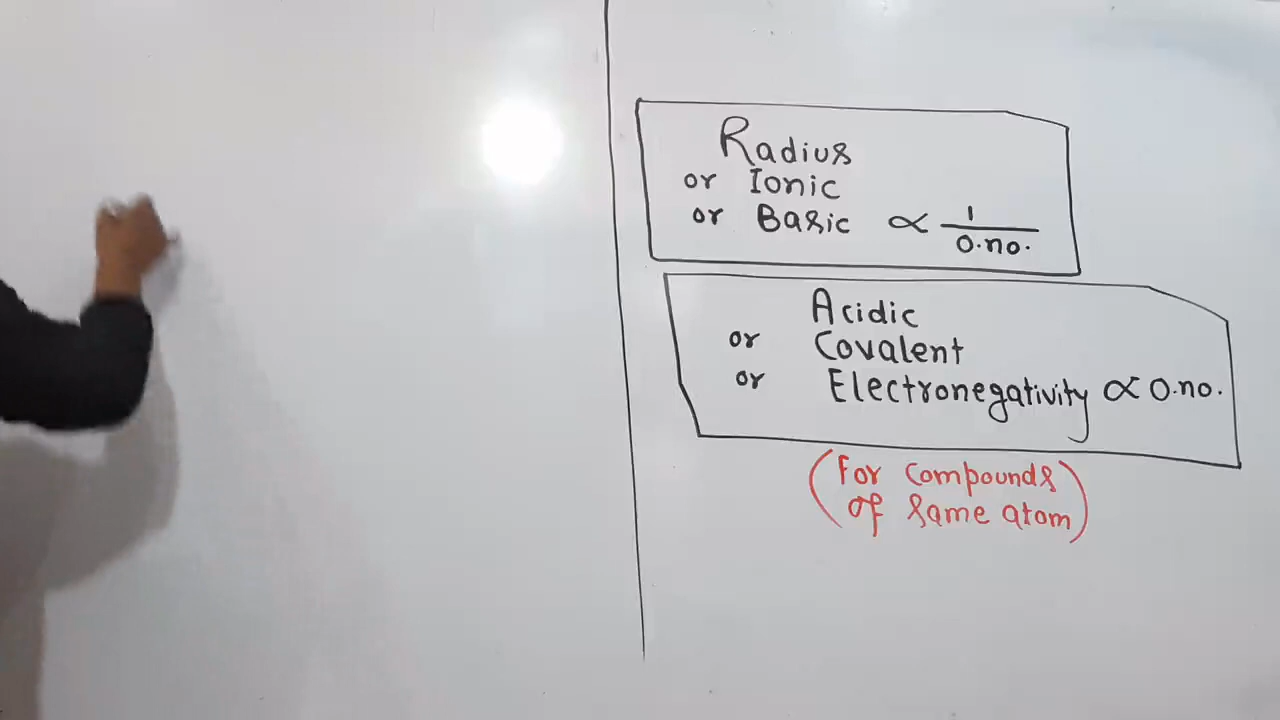 Radius
or Ionic
or Basic ∝ 1/O.no.
Acidic
or Covalent
or Electronegativity ∝ O.no.
(For Compounds
of same atom)